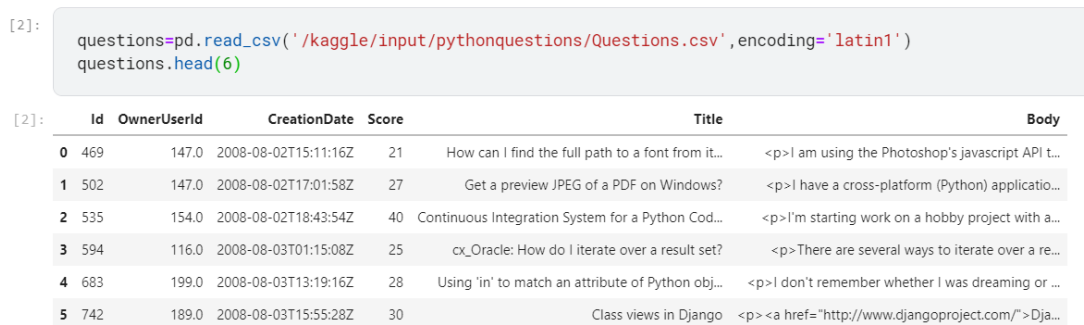 [2]:
questions=pd.read_csv('/kaggle/input/pythonquestions/Questions.csv',encoding='latin1')
questions.head(6)
[2]:
Id OwnerUserId CreationDate Score Title Body
0 469 147.0 2008-08-02T15:11:16Z 21 How can I find the full path to a font from it... <p>I am using the Photoshop's javascript API t...
1 502 147.0 2008-08-02T17:01:58Z 27 Get a preview JPEG of a PDF on Windows? <p>I have a cross-platform (Python) applicatio...
2 535 154.0 2008-08-02T18:43:54Z 40 Continuous Integration System for a Python Cod... <p>I'm starting work on a hobby project with a...
3 594 116.0 2008-08-03T01:15:08Z 25 cx_Oracle: How do I iterate over a result set? <p>There are several ways to iterate over a re...
4 683 199.0 2008-08-03T13:19:16Z 28 Using 'in' to match an attribute of Python obj... <p>I don't remember whether I was dreaming or ...
5 742 189.0 2008-08-03T15:55:28Z 30 Class views in Django <p><a href="http://www.djangoproject.com/">Dja...